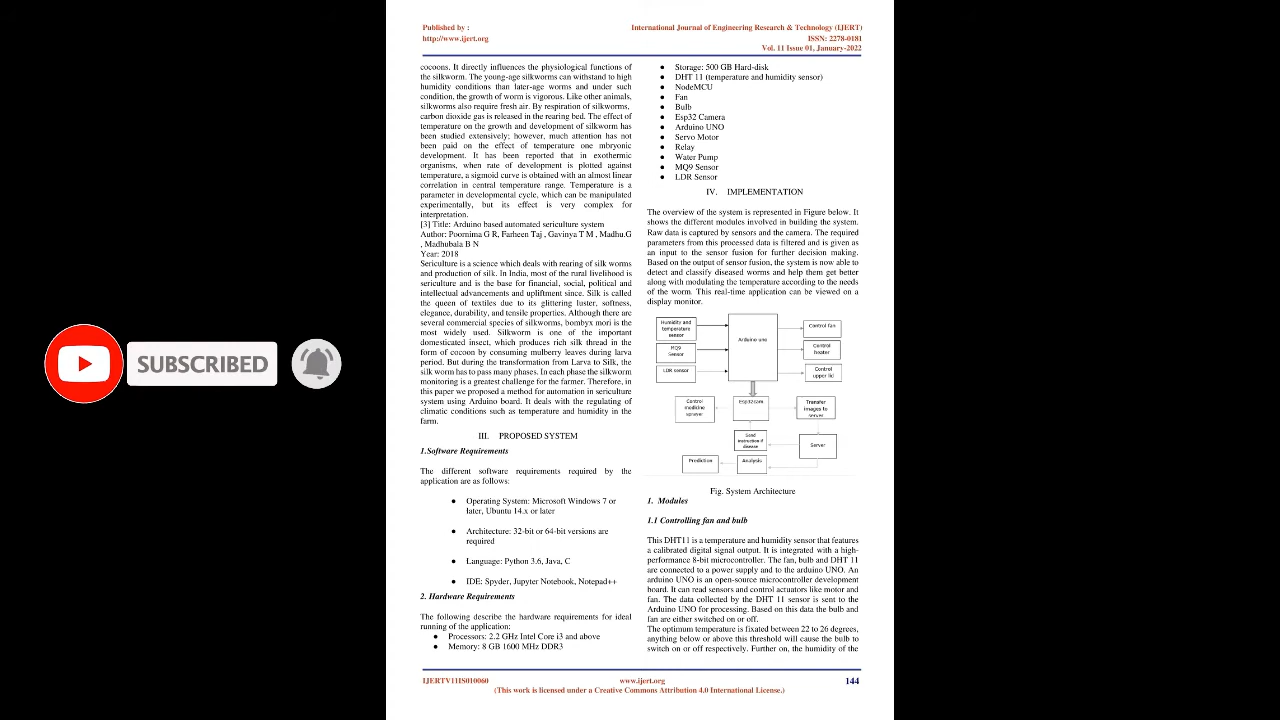 Published by :
http://www.ijert.org
International Journal of Engineering Research & Technology (IJERT)
ISSN: 2278-0181
Vol. 11 Issue 01, January-2022
cocoons. It directly influences the physiological functions of
the silkworm. The young-age silkworms can withstand to high
humidity conditions than later-age worms and under such
condition, the growth of worm is vigorous. Like other animals,
silkworms also require fresh air. By respiration of silkworms,
carbon dioxide gas is released in the rearing bed. The effect of
temperature on the growth and development of silkworm has
been studied extensively; however, much attention has not
been paid on the effect of temperature one mbryonic
development. It has been reported that in exothermic
organisms, when rate of development is plotted against
temperature, a sigmoid curve is obtained with an almost linear
correlation in central temperature range. Temperature is a
parameter in developmental cycle, which can be manipulated
experimentally, but its effect is very complex for
interpretation.
[3] Title: Arduino based automated sericulture system
Author: Poornima G R, Farheen Taj , Gavinya T M , Madhu.G
, Madhubala B N
Year: 2018
Sericulture is a science which deals with rearing of silk worms
and production of silk. In India, most of the rural livelihood is
sericulture and is the base for financial, social, political and
intellectual advancements and upliftment since. Silk is called
the queen of textiles due to its glittering luster, softness,
elegance, durability, and tensile properties. Although there are
several commercial species of silkworms, bombyx mori is the
most widely used. Silkworm is one of the important
domesticated insect, which produces rich silk thread in the
form of cocoon by consuming mulberry leaves during larva
period. But during the transformation from Larva to Silk, the
silk worm has to pass many phases. In each phase the silkworm
monitoring is a greatest challenge for the farmer. Therefore, in
this paper we proposed a method for automation in sericulture
system using Arduino board. It deals with the regulating of
climatic conditions such as temperature and humidity in the
farm.
III. PROPOSED SYSTEM
1.Software Requirements
The different software requirements required by the
application are as follows:
● Operating System: Microsoft Windows 7 or
later, Ubuntu 14.x or later
● Architecture: 32-bit or 64-bit versions are
required
● Language: Python 3.6, Java, C
● IDE: Spyder, Jupyter Notebook, Notepad++
2. Hardware Requirements
The following describe the hardware requirements for ideal
running of the application:
● Processors: 2.2 GHz Intel Core i3 and above
● Memory: 8 GB 1600 MHz DDR3
● Storage: 500 GB Hard-disk
● DHT 11 (temperature and humidity sensor)
● NodeMCU
● Fan
● Bulb
● Esp32 Camera
● Arduino UNO
● Servo Motor
● Relay
● Water Pump
● MQ9 Sensor
● LDR Sensor
IV. IMPLEMENTATION
The overview of the system is represented in Figure below. It
shows the different modules involved in building the system.
Raw data is captured by sensors and the camera. The required
parameters from this processed data is filtered and is given as
an input to the sensor fusion for further decision making.
Based on the output of sensor fusion, the system is now able to
detect and classify diseased worms and help them get better
along with modulating the temperature according to the needs
of the worm. This real-time application can be viewed on a
display monitor.
Humidity and
temperature
sensor
MQ9
Sensor
LDR sensor
Arduino uno
Control fan
Control
heater
Control
upper lid
Control
medicine
sprayer
Esp32cam
Transfer
images to
server
Send
instruction if
disease
Server
Prediction
Analysis
Fig. System Architecture
1. Modules
1.1 Controlling fan and bulb
This DHT11 is a temperature and humidity sensor that features
a calibrated digital signal output. It is integrated with a high-
performance 8-bit microcontroller. The fan, bulb and DHT 11
are connected to a power supply and to the arduino UNO. An
arduino UNO is an open-source microcontroller development
board. It can read sensors and control actuators like motor and
fan. The data collected by the DHT 11 sensor is sent to the
Arduino UNO for processing. Based on this data the bulb and
fan are either switched on or off.
The optimum temperature is fixated between 22 to 26 degrees,
anything below or above this threshold will cause the bulb to
switch on or off respectively. Further on, the humidity of the
SUBSCRIBED
IJERTV11IS010060
www.ijert.org
144
(This work is licensed under a Creative Commons Attribution 4.0 International License.)